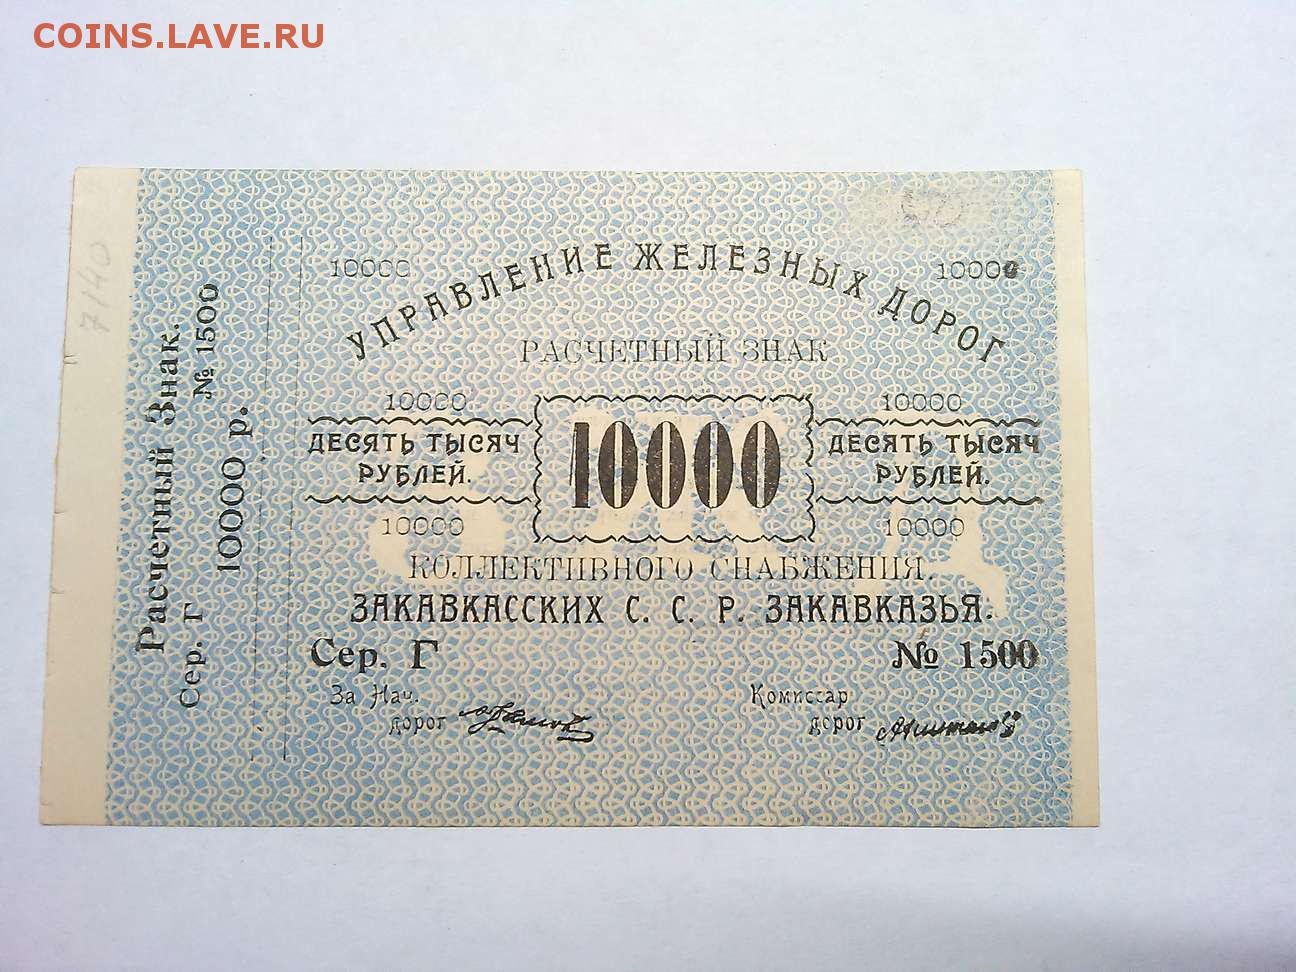 COINS.LAVE.RU
7140
Расчетный Знак.
Сер. Г № 1500
10000 р.
10000 10000
УПРАВЛЕНИЕ ЖЕЛЕЗНЫХ ДОРОГ
РАСЧЕТНЫЙ ЗНАК
10000 10000
ДЕСЯТЬ ТЫСЯЧ 10000 ДЕСЯТЬ ТЫСЯЧ
РУБЛЕЙ. РУБЛЕЙ.
10000 10000
КОЛЛЕКТИВНОГО СНАБЖЕНИЯ.
ЗАКАВКАССКИХ С. С. Р. ЗАКАВКАЗЬЯ.
Сер. Г № 1500
За Нач. Комиссар
дорог дорог